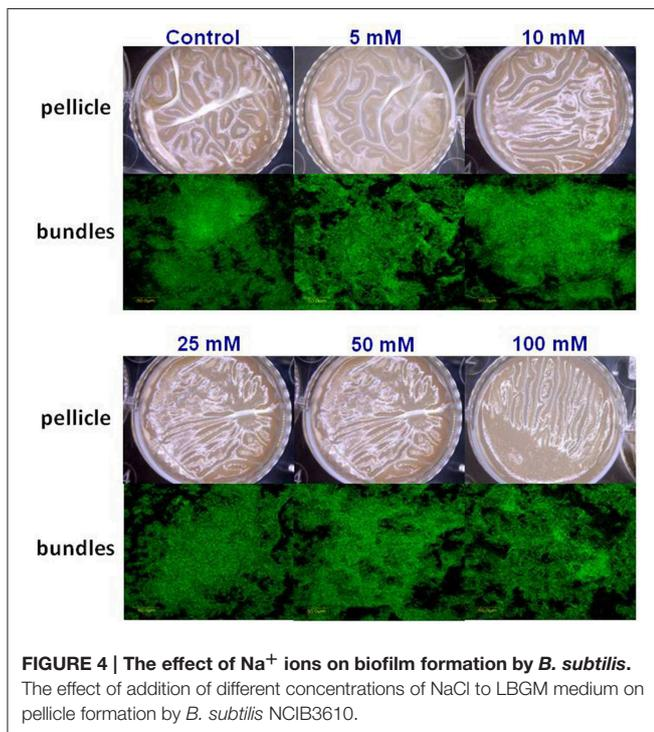 Control 5 mM 10 mM
pellicle
bundles
25 mM 50 mM 100 mM
pellicle
bundles
FIGURE 4 | The effect of Na⁺ ions on biofilm formation by B. subtilis.
The effect of addition of different concentrations of NaCl to LBGM medium on
pellicle formation by B. subtilis NCIB3610.